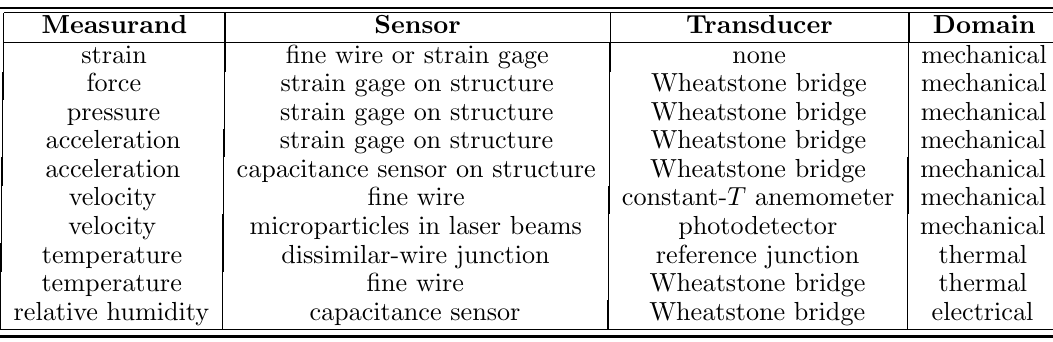 Measurand Sensor Transducer Domain
strain fine wire or strain gage none mechanical
force strain gage on structure Wheatstone bridge mechanical
pressure strain gage on structure Wheatstone bridge mechanical
acceleration strain gage on structure Wheatstone bridge mechanical
acceleration capacitance sensor on structure Wheatstone bridge mechanical
velocity fine wire constant-T anemometer mechanical
velocity microparticles in laser beams photodetector mechanical
temperature dissimilar-wire junction reference junction thermal
temperature fine wire Wheatstone bridge thermal
relative humidity capacitance sensor Wheatstone bridge electrical